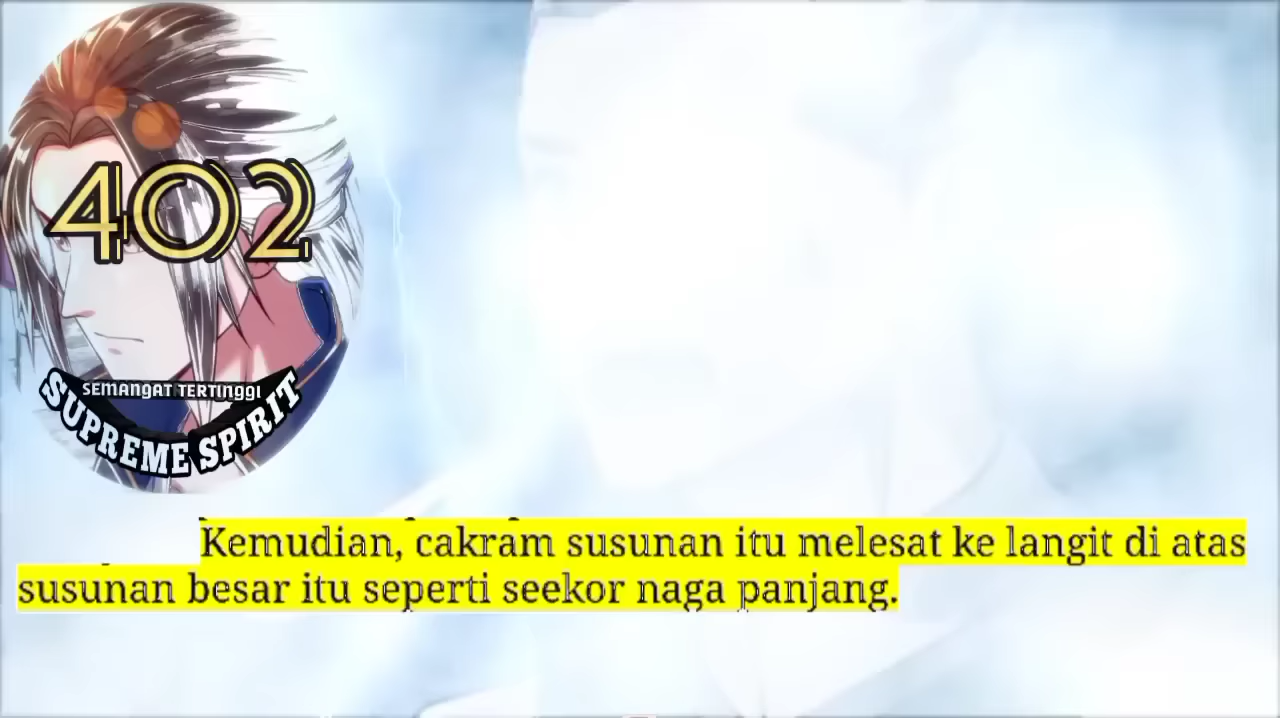 402
SEMANGAT TERTINGGI
SUPREME SPIRIT
Kemudian, cakram susunan itu melesat ke langit di atas
susunan besar itu seperti seekor naga panjang.